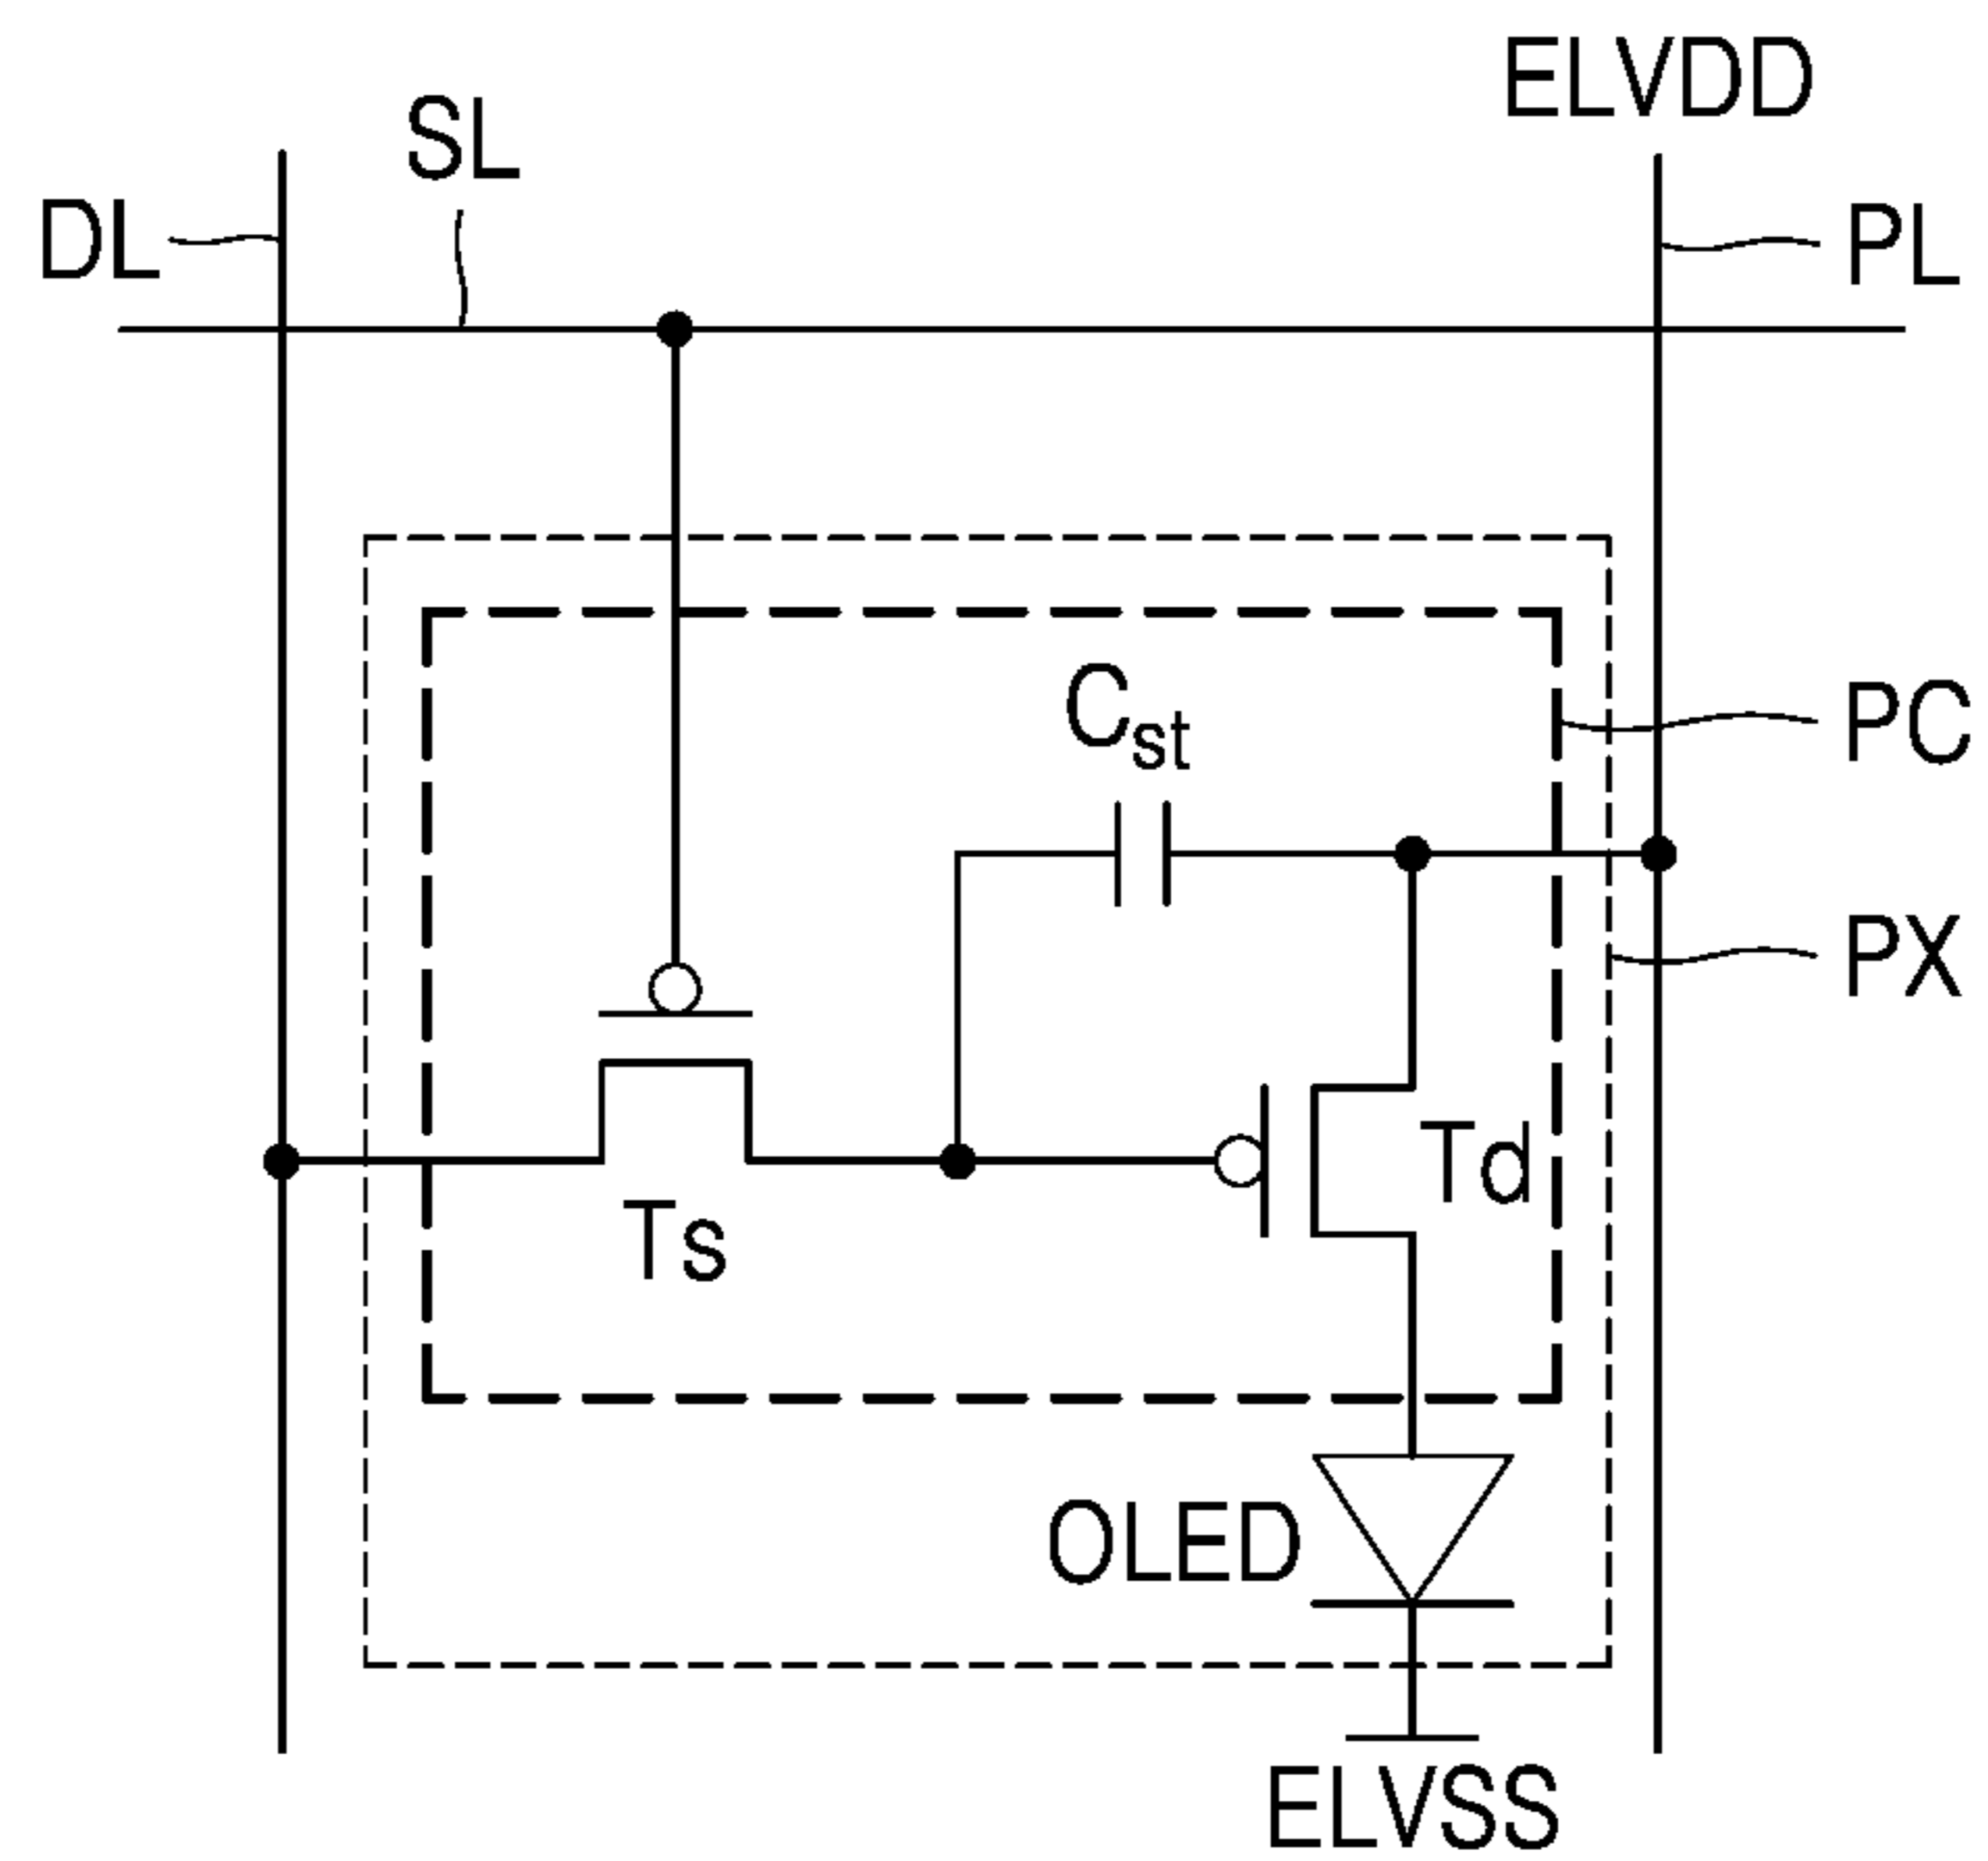 ELVDD
SL
DL
PL
Cst
PC
PX
Td
Ts
OLED
ELVSS